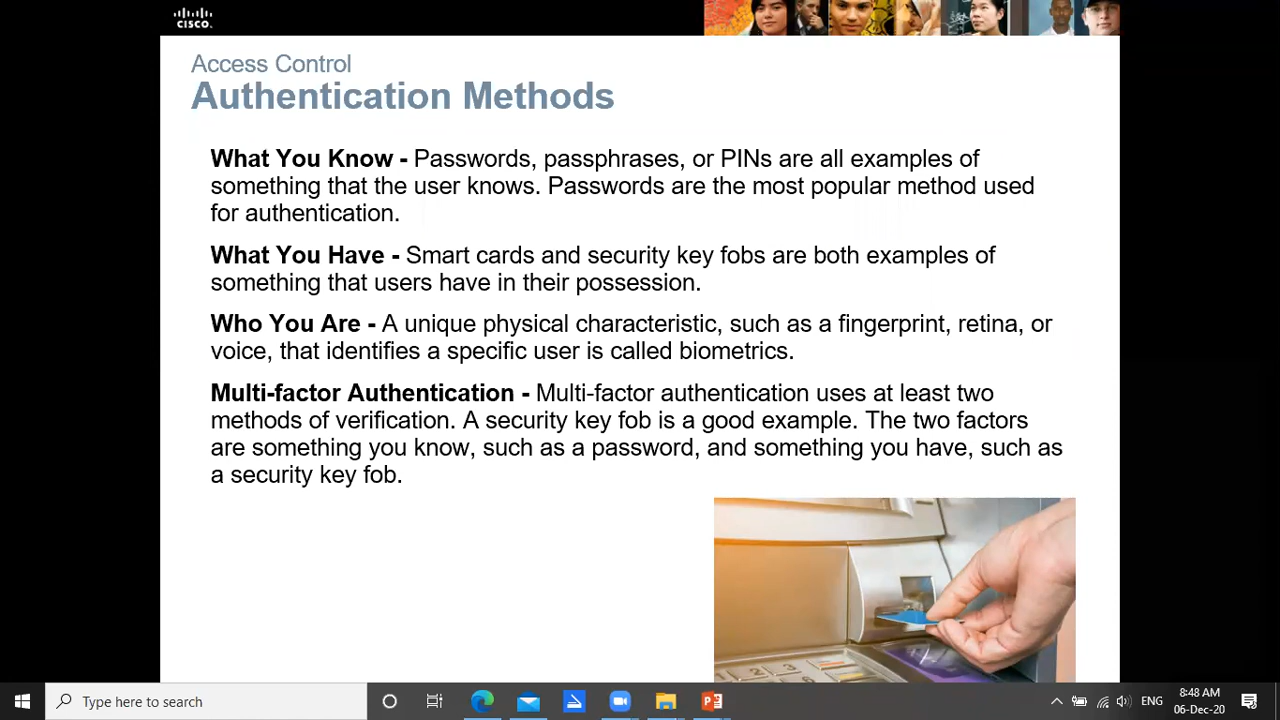 CISCO
Access Control
Authentication Methods
What You Know - Passwords, passphrases, or PINs are all examples of
something that the user knows. Passwords are the most popular method used
for authentication.
What You Have - Smart cards and security key fobs are both examples of
something that users have in their possession.
Who You Are - A unique physical characteristic, such as a fingerprint, retina, or
voice, that identifies a specific user is called biometrics.
Multi-factor Authentication - Multi-factor authentication uses at least two
methods of verification. A security key fob is a good example. The two factors
are something you know, such as a password, and something you have, such as
a security key fob.
Type here to search
ENG
8:48 AM
06-Dec-20